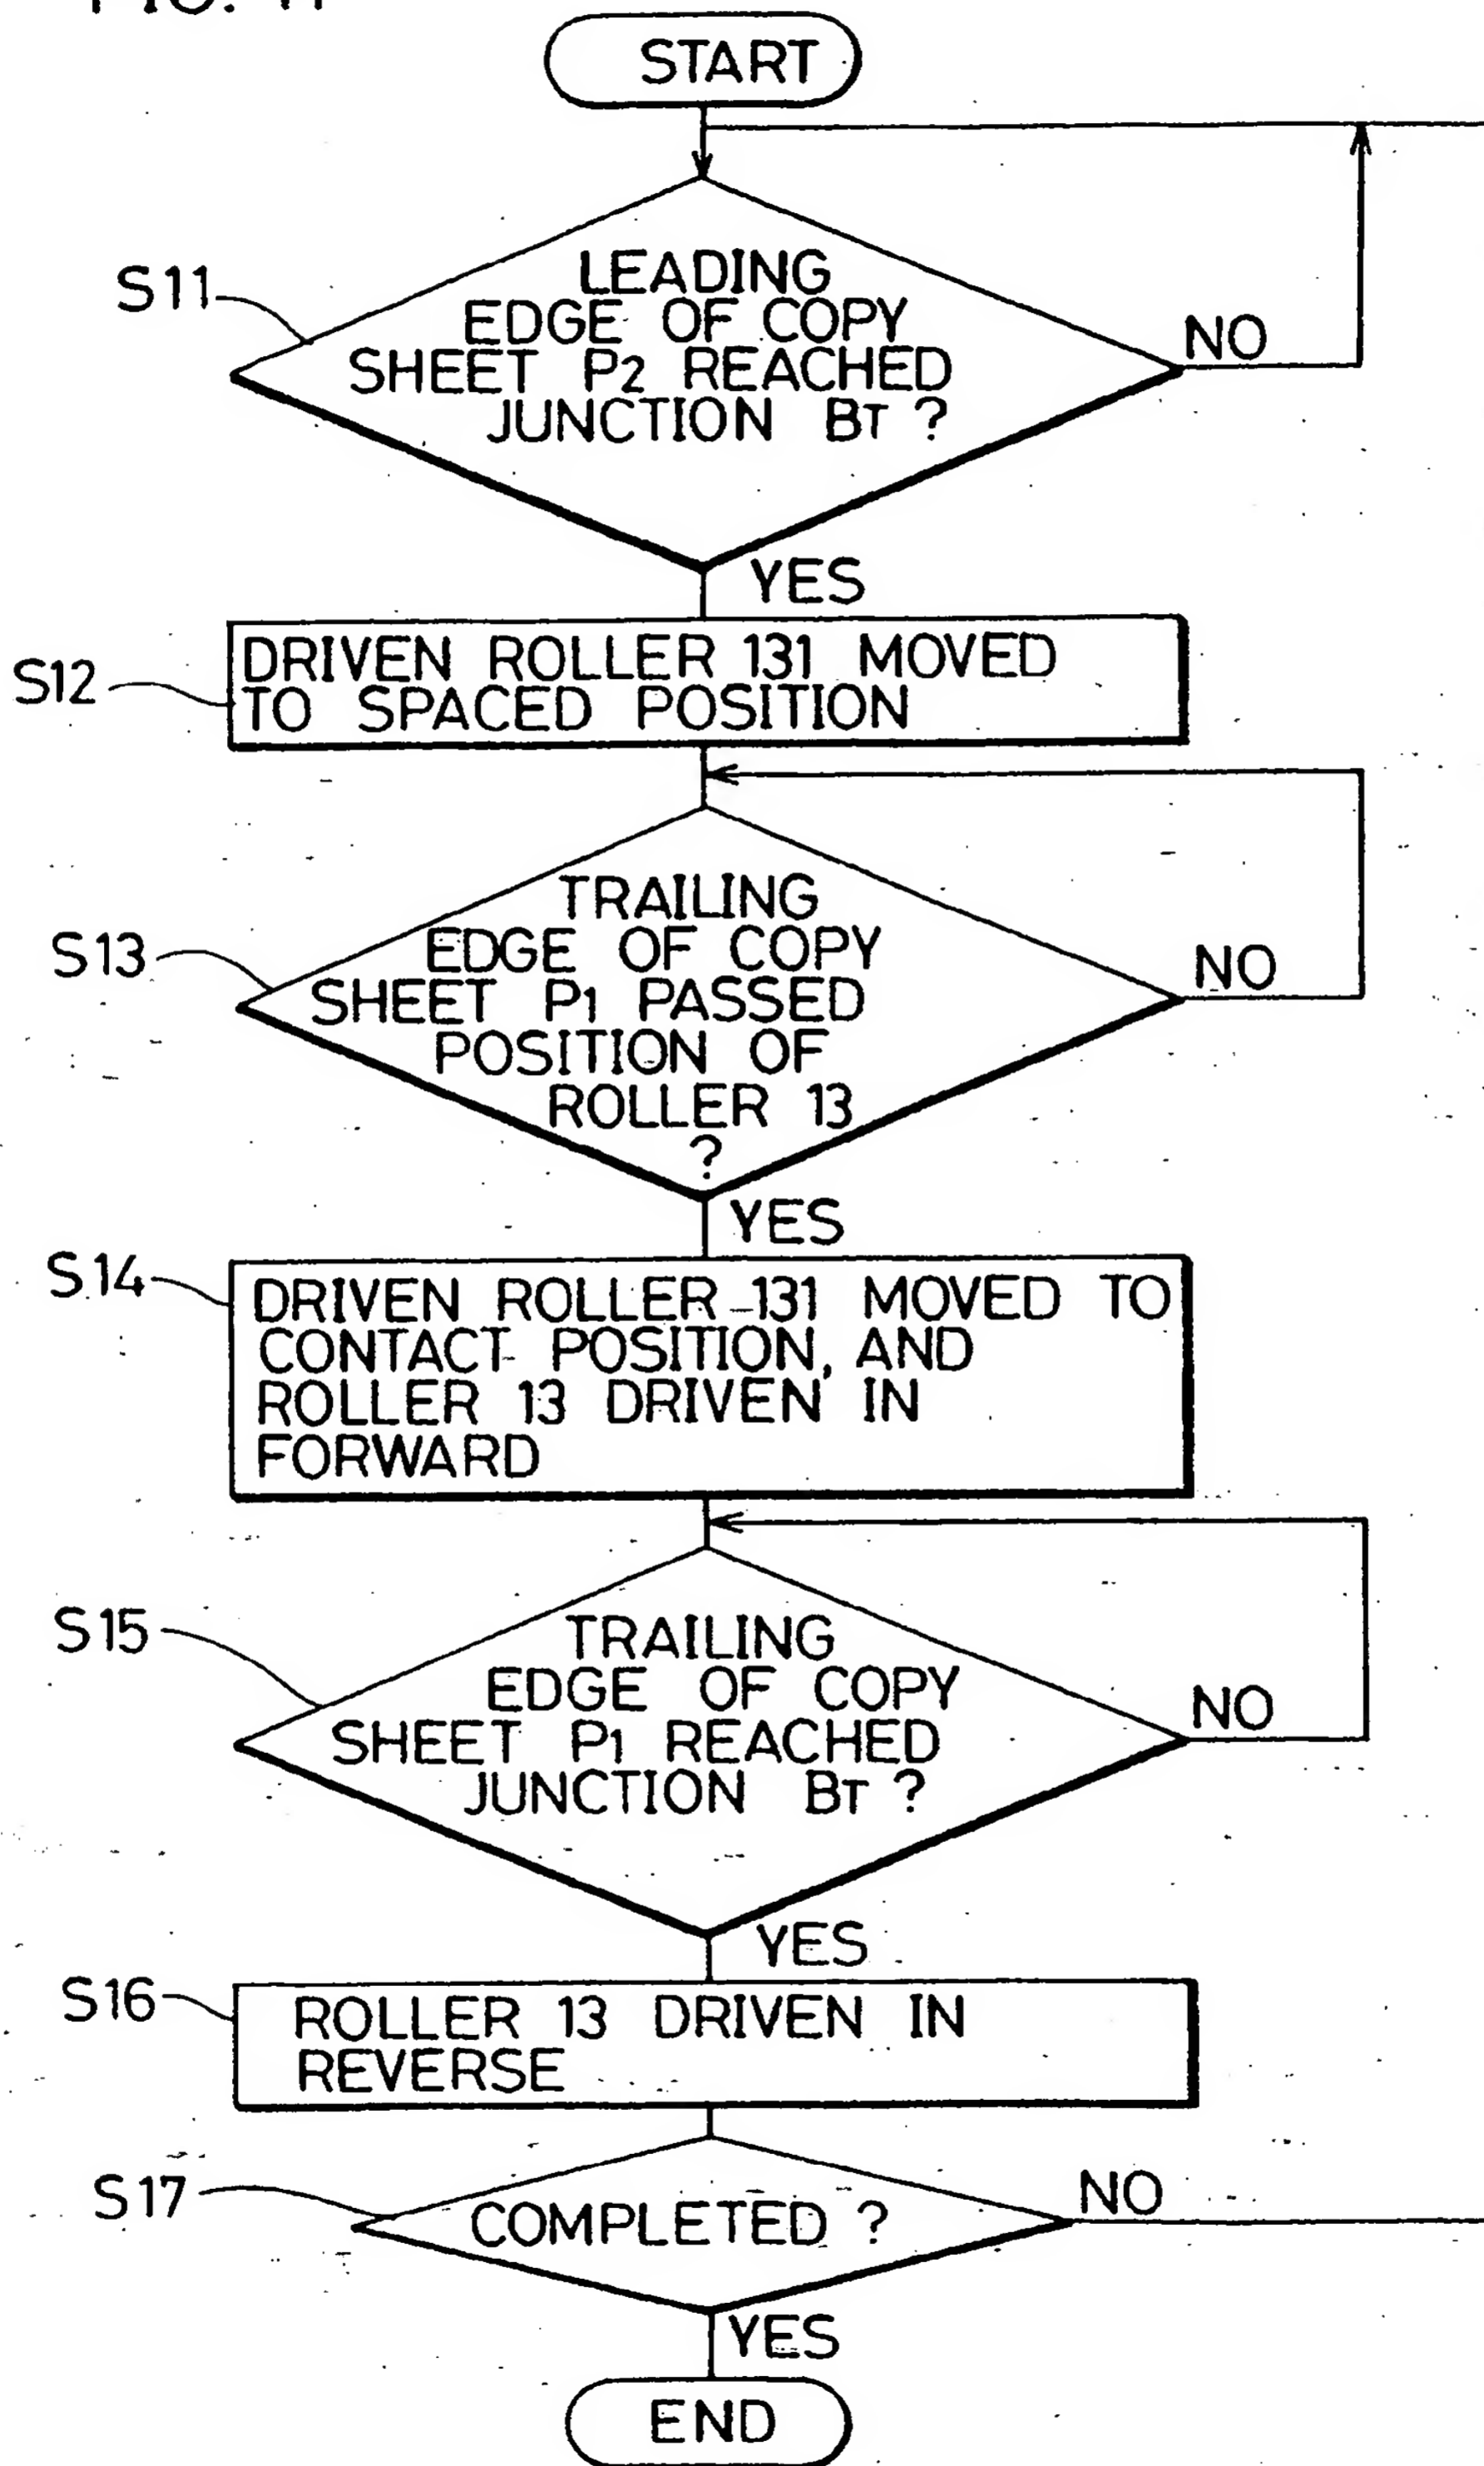 START
LEADING
EDGE OF COPY
SHEET P2 REACHED
JUNCTION BT ?
S11
NO
YES
S12
DRIVEN ROLLER 131 MOVED
TO SPACED POSITION
TRAILING
EDGE OF COPY
SHEET P1 PASSED
POSITION OF
ROLLER 13
?
S13
NO
YES
S14
DRIVEN ROLLER 131 MOVED TO
CONTACT POSITION, AND
ROLLER 13 DRIVEN IN
FORWARD
TRAILING
EDGE OF COPY
SHEET P1 REACHED
JUNCTION BT ?
S15
NO
YES
S16
ROLLER 13 DRIVEN IN
REVERSE
S17
COMPLETED ?
NO
YES
END